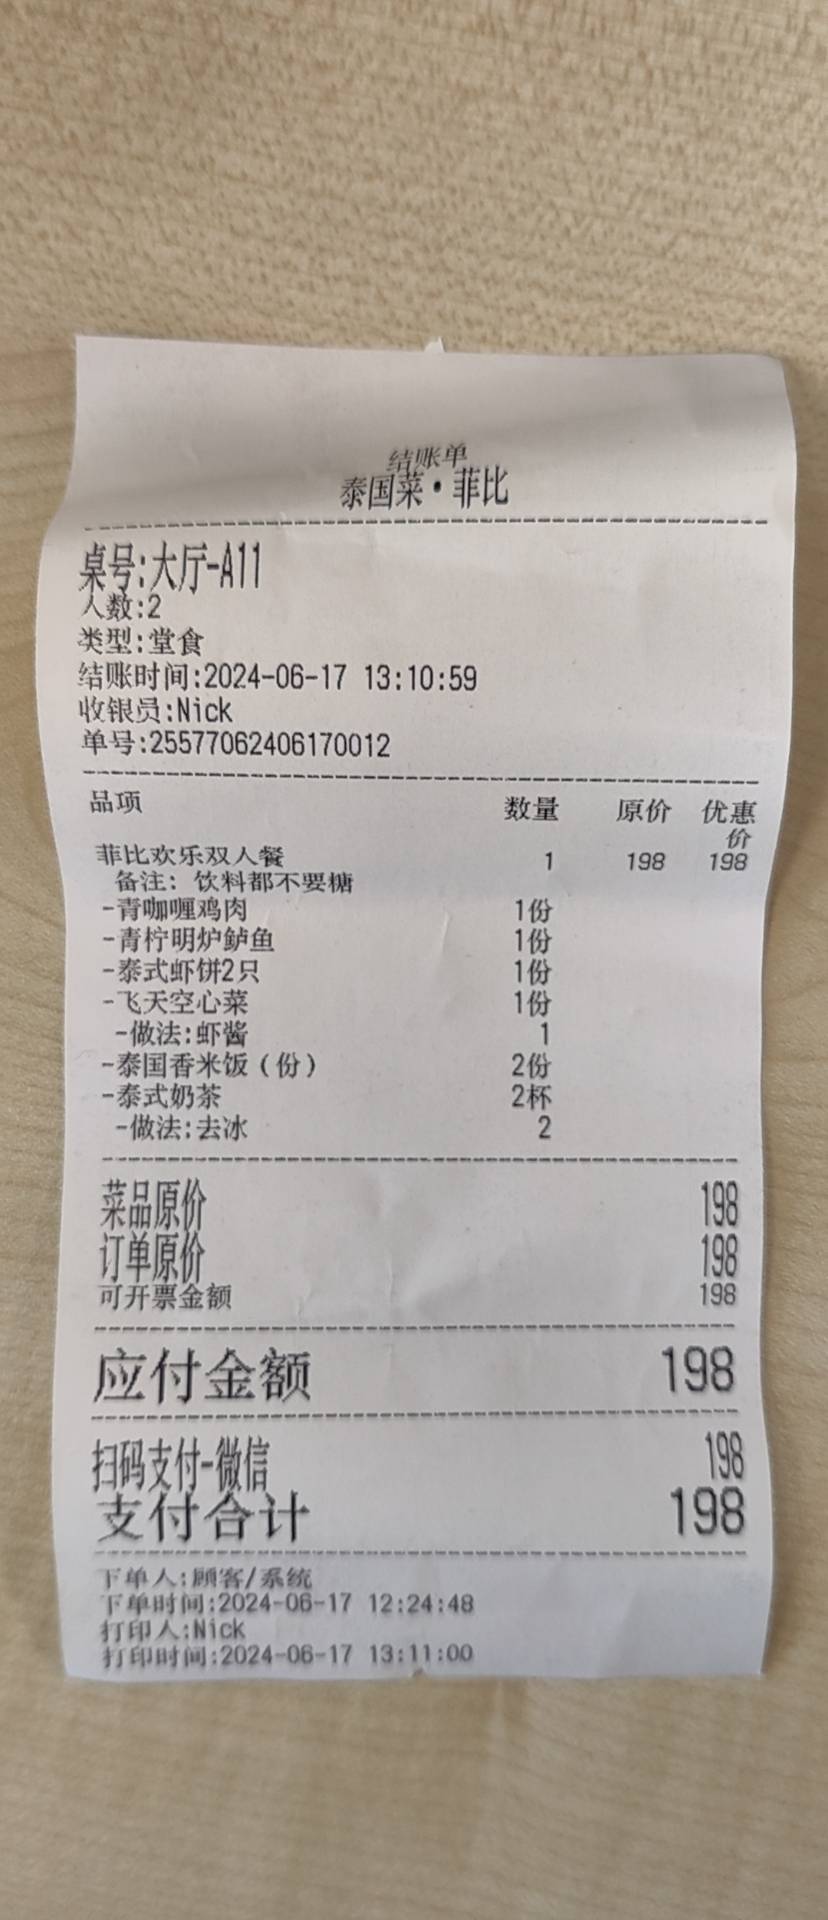 结账单
泰国菜·菲比
桌号:大厅-A11
人数:2
类型:堂食
结账时间:2024-06-17 13:10:59
收银员:Nick
单号:25577062406170012
品项 数量 原价 优惠价
菲比欢乐双人餐 1 198 198
备注: 饮料都不要糖
-青咖喱鸡肉 1份
-青柠明炉鲈鱼 1份
-泰式虾饼2只 1份
-飞天空心菜 1份
-做法:虾酱 1
-泰国香米饭(份) 2份
-泰式奶茶 2杯
-做法:去冰 2
菜品原价 198
订单原价 198
可开票金额 198
应付金额 198
扫码支付-微信 198
支付合计 198
下单人:顾客/系统
下单时间:2024-06-17 12:24:48
打印人:Nick
打印时间:2024-06-17 13:11:00